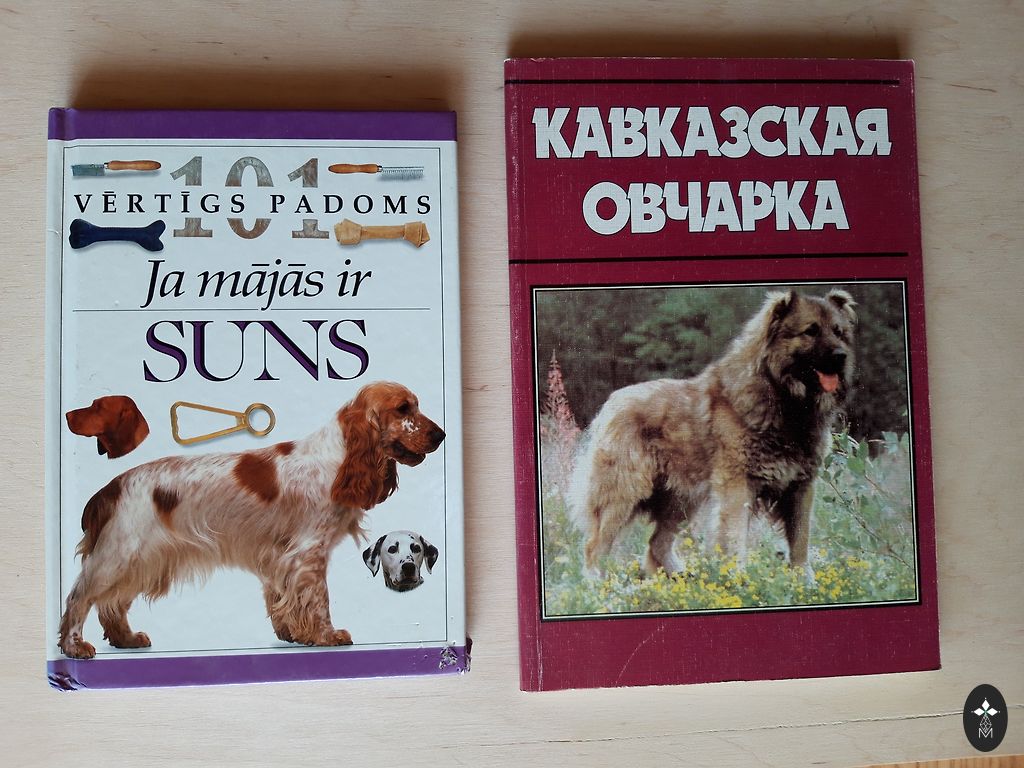 101
VĒRTĪGS PADOMS
Ja mājās ir
SUNS
КАВКАЗСКАЯ
ОВЧАРКА
M